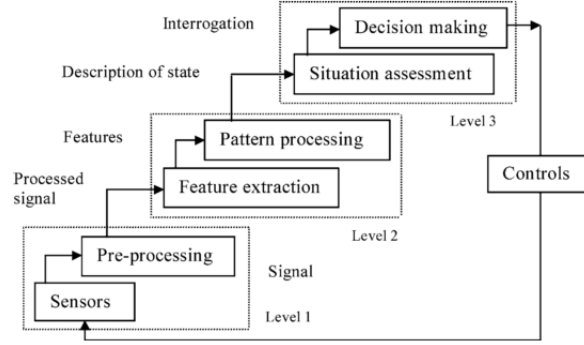 Interrogation
Decision making
Description of state
Situation assessment
Level 3
Features
Pattern processing
Processed
signal
Feature extraction
Controls
Level 2
Pre-processing
Signal
Sensors
Level 1